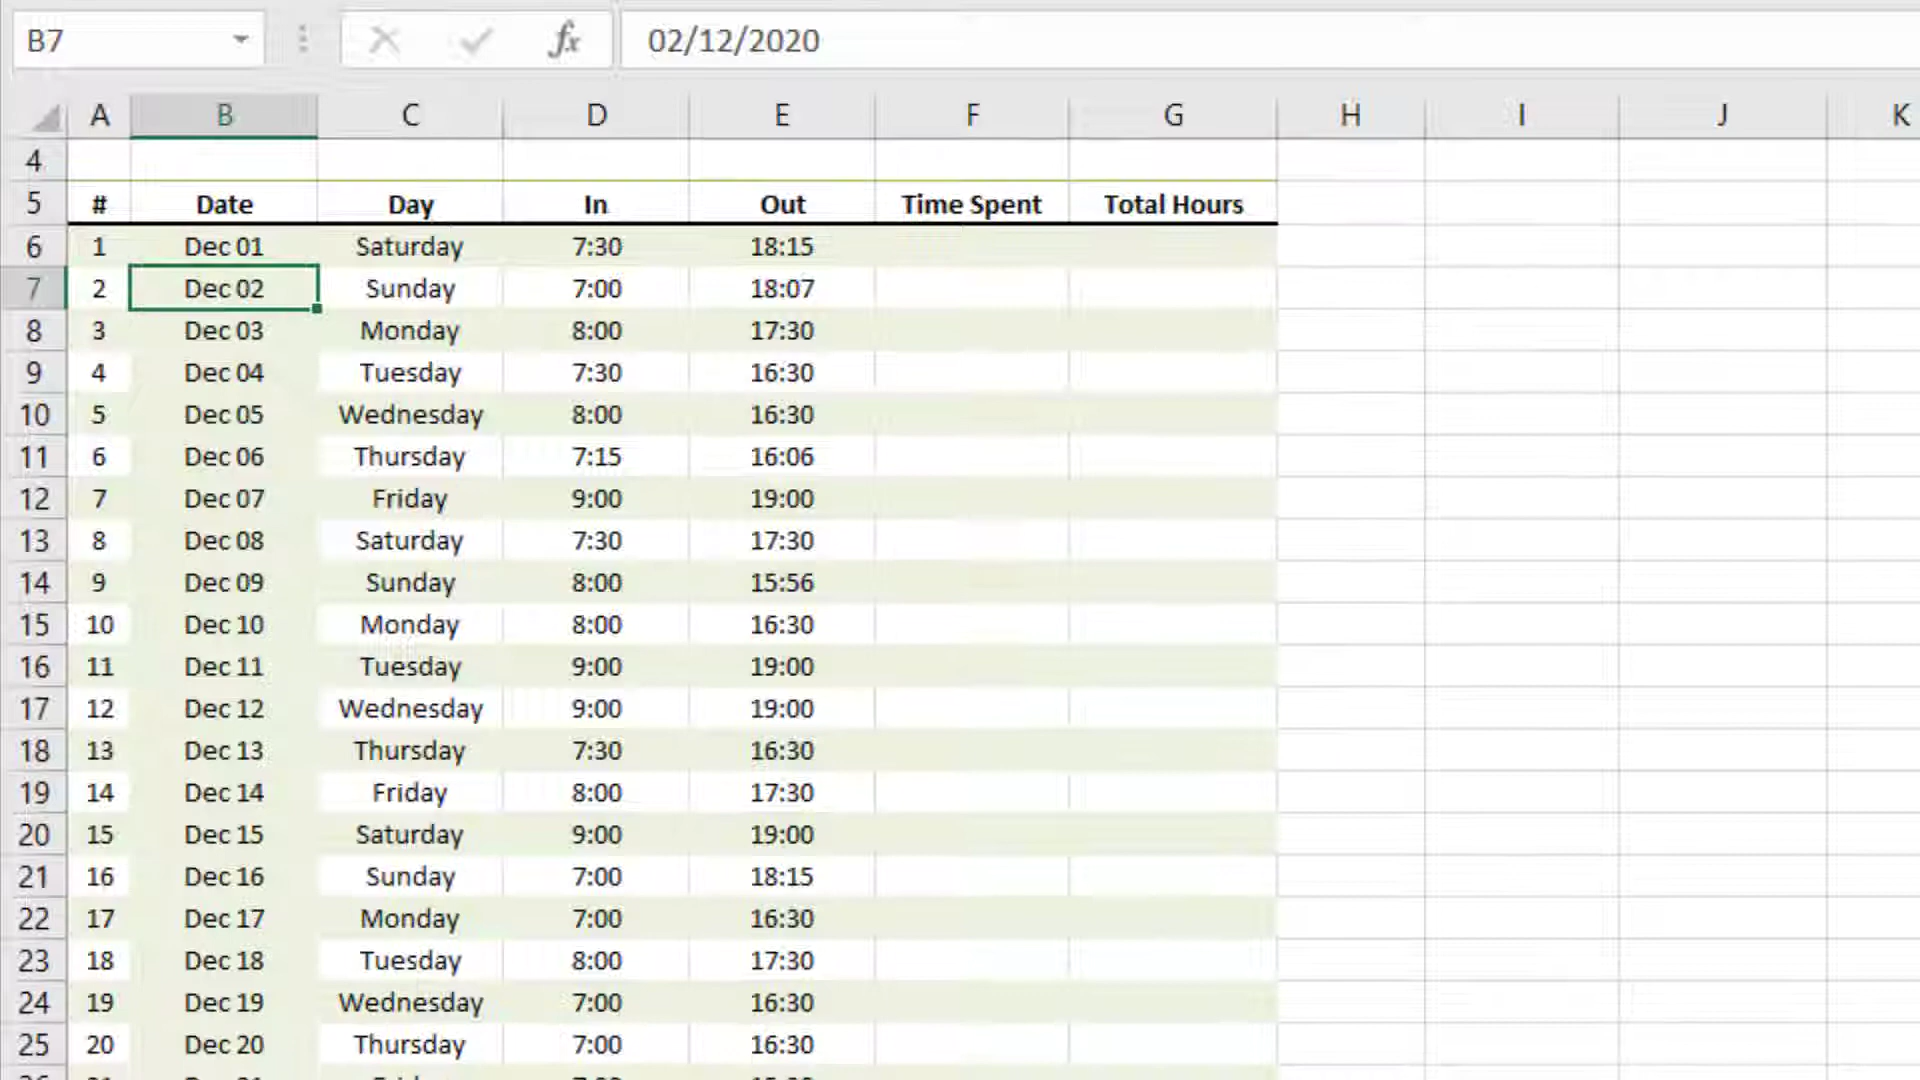 B7 fx 02/12/2020
A B C D E F G H I J K
4
5 # Date Day In Out Time Spent Total Hours
6 1 Dec 01 Saturday 7:30 18:15
7 2 Dec 02 Sunday 7:00 18:07
8 3 Dec 03 Monday 8:00 17:30
9 4 Dec 04 Tuesday 7:30 16:30
10 5 Dec 05 Wednesday 8:00 16:30
11 6 Dec 06 Thursday 7:15 16:06
12 7 Dec 07 Friday 9:00 19:00
13 8 Dec 08 Saturday 7:30 17:30
14 9 Dec 09 Sunday 8:00 15:56
15 10 Dec 10 Monday 8:00 16:30
16 11 Dec 11 Tuesday 9:00 19:00
17 12 Dec 12 Wednesday 9:00 19:00
18 13 Dec 13 Thursday 7:30 16:30
19 14 Dec 14 Friday 8:00 17:30
20 15 Dec 15 Saturday 9:00 19:00
21 16 Dec 16 Sunday 7:00 18:15
22 17 Dec 17 Monday 7:00 16:30
23 18 Dec 18 Tuesday 8:00 17:30
24 19 Dec 19 Wednesday 7:00 16:30
25 20 Dec 20 Thursday 7:00 16:30